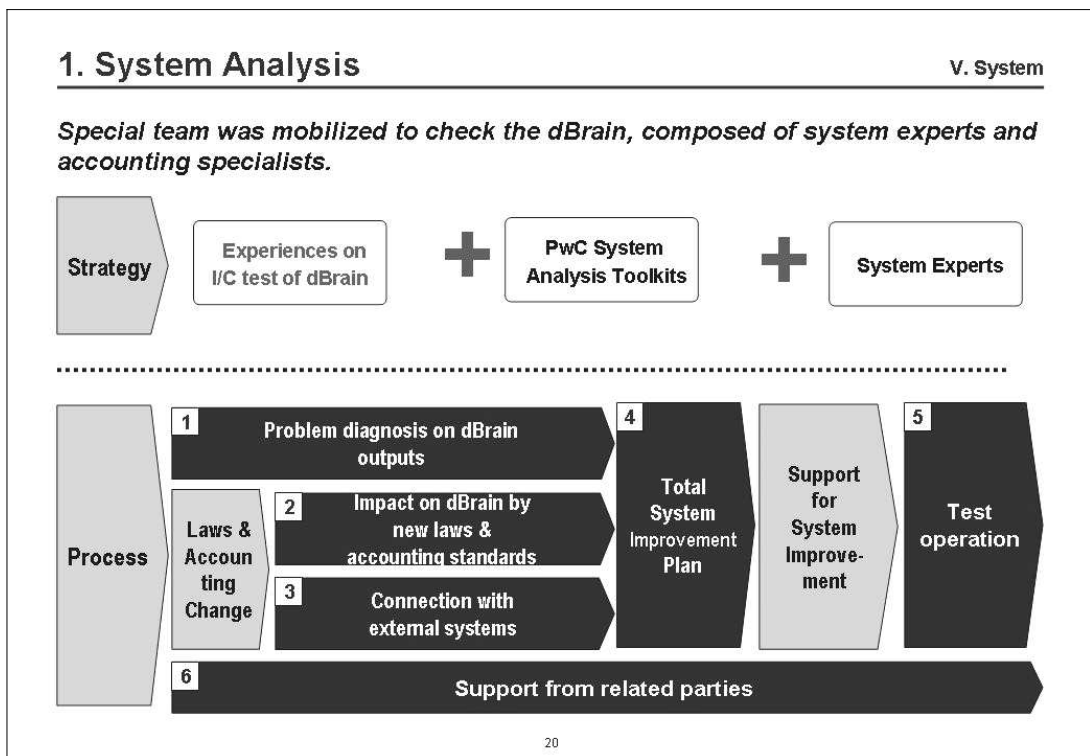 1. System Analysis
V. System
Special team was mobilized to check the dBrain, composed of system experts and
accounting specialists.
Strategy
Experiences on
I/C test of dBrain
PwC System
Analysis Toolkits
System Experts
Process
1
Problem diagnosis on dBrain
outputs
Laws &
Accoun
ting
Change
2
Impact on dBrain by
new laws &
accounting standards
3
Connection with
external systems
4
Total
System
Improvement
Plan
Support
for
System
Improve-
ment
5
Test
operation
6
Support from related parties
20